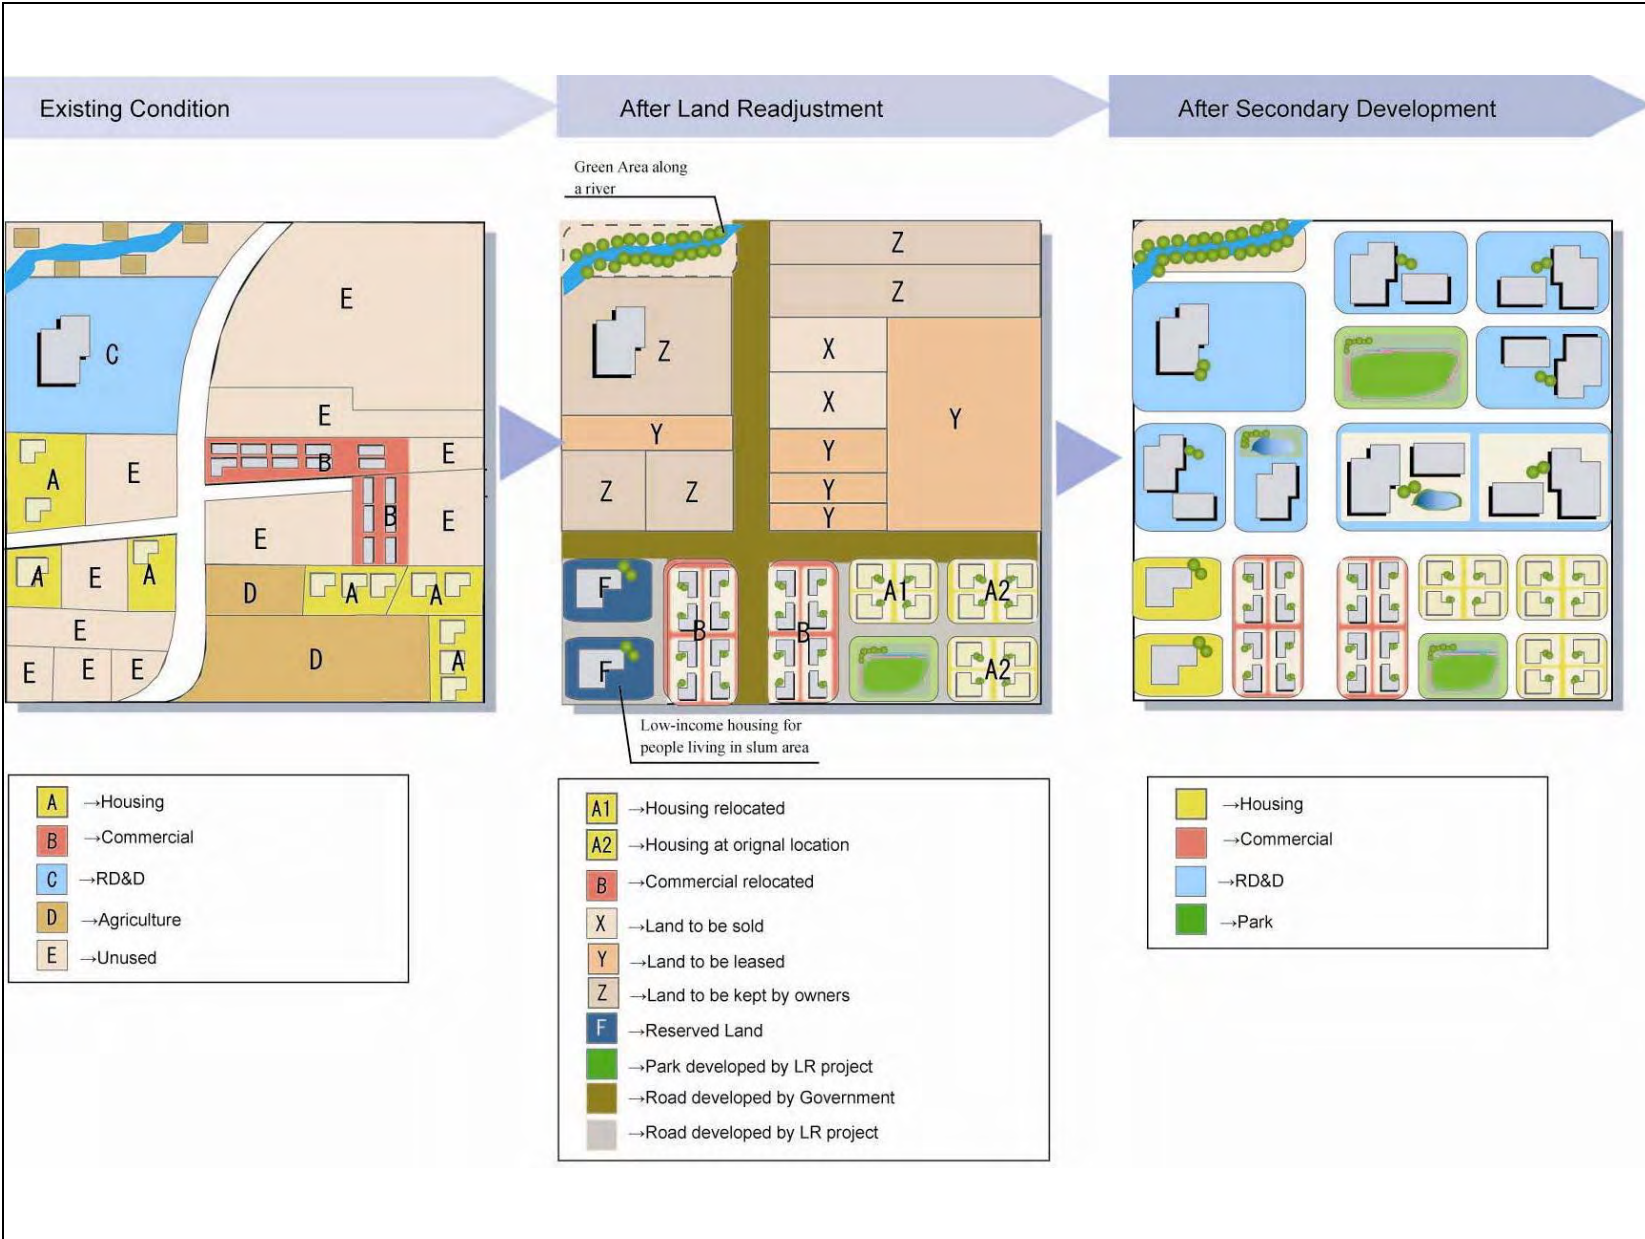 Existing Condition
After Land Readjustment
After Secondary Development
Green Area along
a river
E
C
E
B
E
A
E
B
E
E
A
E
A
D
A
A
E
D
A
E
E
E
Z
Z
X
Z
X
Y
Y
Y
Z
Z
Y
Y
F
A1
A2
B
B
F
A2
Low-income housing for
people living in slum area
A →Housing
B →Commercial
C →RD&D
D →Agriculture
E →Unused
A1 →Housing relocated
A2 →Housing at orignal location
B →Commercial relocated
X →Land to be sold
Y →Land to be leased
Z →Land to be kept by owners
F →Reserved Land
→Park developed by LR project
→Road developed by Government
→Road developed by LR project
→Housing
→Commercial
→RD&D
→Park